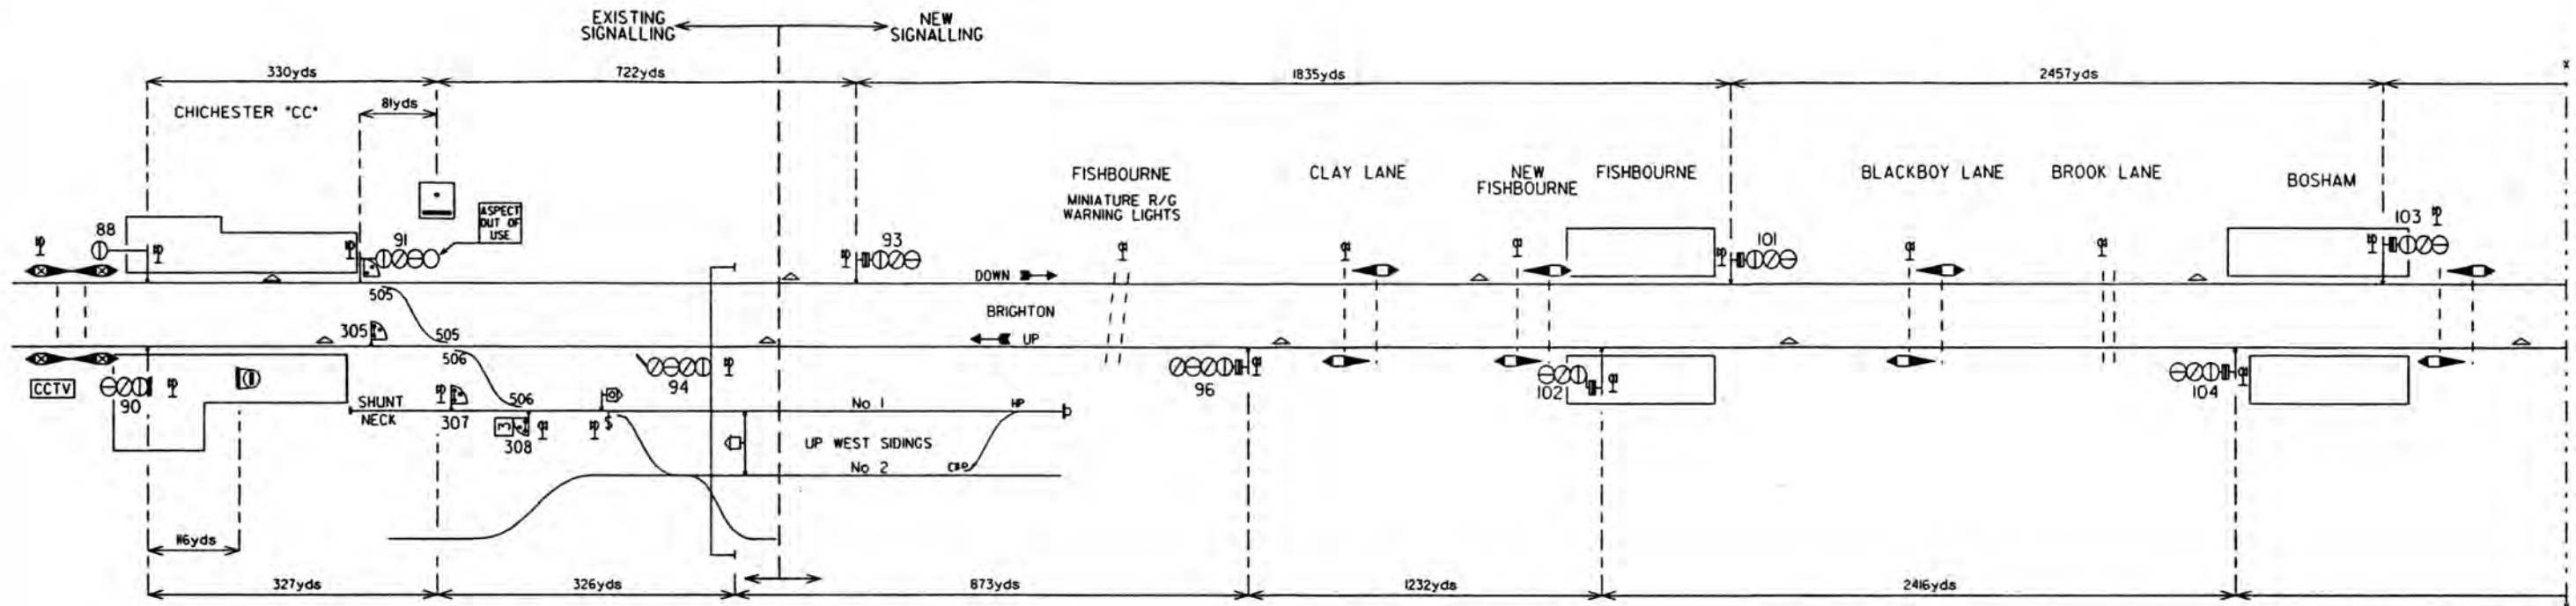 EXISTING
SIGNALLING
NEW
SIGNALLING
330yds
722yds
1835yds
2457yds
x
CHICHESTER "CC"
81yds
FISHBOURNE
MINIATURE R/G
WARNING LIGHTS
CLAY LANE
NEW
FISHBOURNE
FISHBOURNE
BLACKBOY LANE
BROOK LANE
BOSHAM
ASPECT
OUT OF
USE
88
91
93
101
103
DOWN
505
BRIGHTON
UP
305
505
506
CCTV
90
94
96
102
104
SHUNT
NECK
307
506
3
308
$
No 1
HP
UP WEST SIDINGS
No 2
116yds
327yds
326yds
873yds
1232yds
2416yds